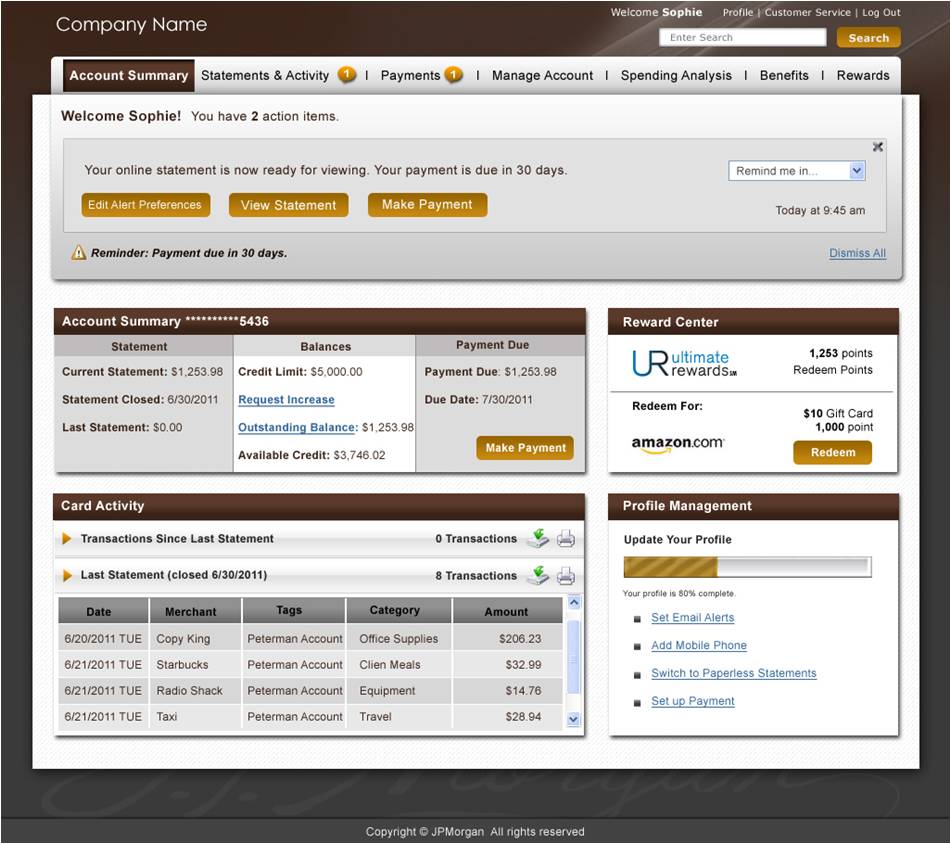 Company Name
Welcome Sophie Profile | Customer Service | Log Out
Enter Search Search
Account Summary Statements & Activity 1 | Payments 1 | Manage Account | Spending Analysis | Benefits | Rewards
Welcome Sophie! You have 2 action items.
Your online statement is now ready for viewing. Your payment is due in 30 days. Remind me in...
Edit Alert Preferences View Statement Make Payment
Today at 9:45 am
Reminder: Payment due in 30 days. Dismiss All
Account Summary **********5436
Statement Balances Payment Due
Current Statement: $1,253.98 Credit Limit: $5,000.00 Payment Due: $1,253.98
Statement Closed: 6/30/2011 Request Increase Due Date: 7/30/2011
Last Statement: $0.00 Outstanding Balance: $1,253.98
Available Credit: $3,746.02 Make Payment
Reward Center
UR ultimate rewards SM
1,253 points
Redeem Points
Redeem For:
amazon.com
$10 Gift Card
1,000 point
Redeem
Card Activity
Transactions Since Last Statement 0 Transactions
Last Statement (closed 6/30/2011) 8 Transactions
Date Merchant Tags Category Amount
6/20/2011 TUE Copy King Peterman Account Office Supplies $206.23
6/21/2011 TUE Starbucks Peterman Account Clien Meals $32.99
6/21/2011 TUE Radio Shack Peterman Account Equipment $14.76
6/21/2011 TUE Taxi Peterman Account Travel $28.94
Profile Management
Update Your Profile
Your profile is 80% complete.
Set Email Alerts
Add Mobile Phone
Switch to Paperless Statements
Set up Payment
J.P. Morgan
Copyright © JPMorgan All rights reserved